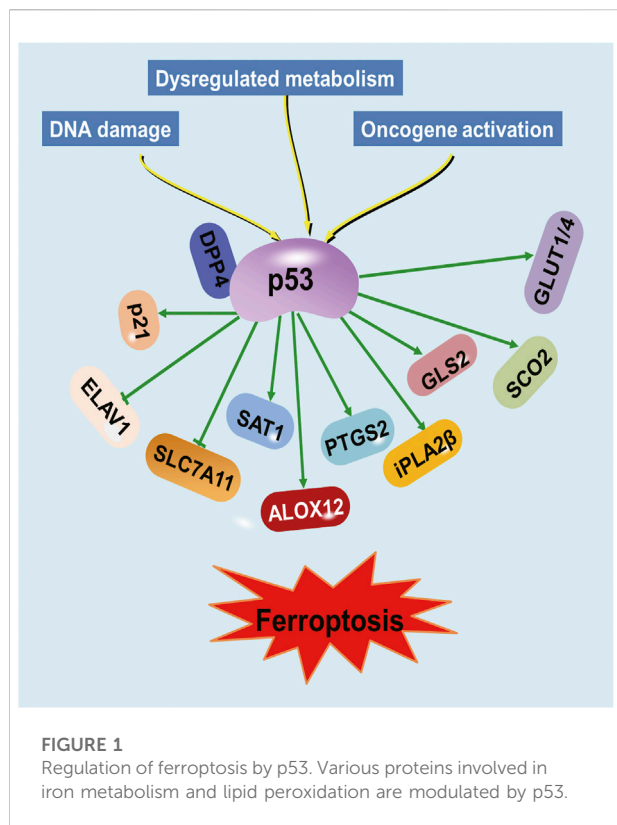 Dysregulated metabolism
DNA damage
Oncogene activation
DPP4
p53
GLUT1/4
p21
ELAV1
SLC7A11
SAT1
ALOX12
PTGS2
iPLA2β
GLS2
SCO2
Ferroptosis
FIGURE 1
Regulation of ferroptosis by p53. Various proteins involved in
iron metabolism and lipid peroxidation are modulated by p53.